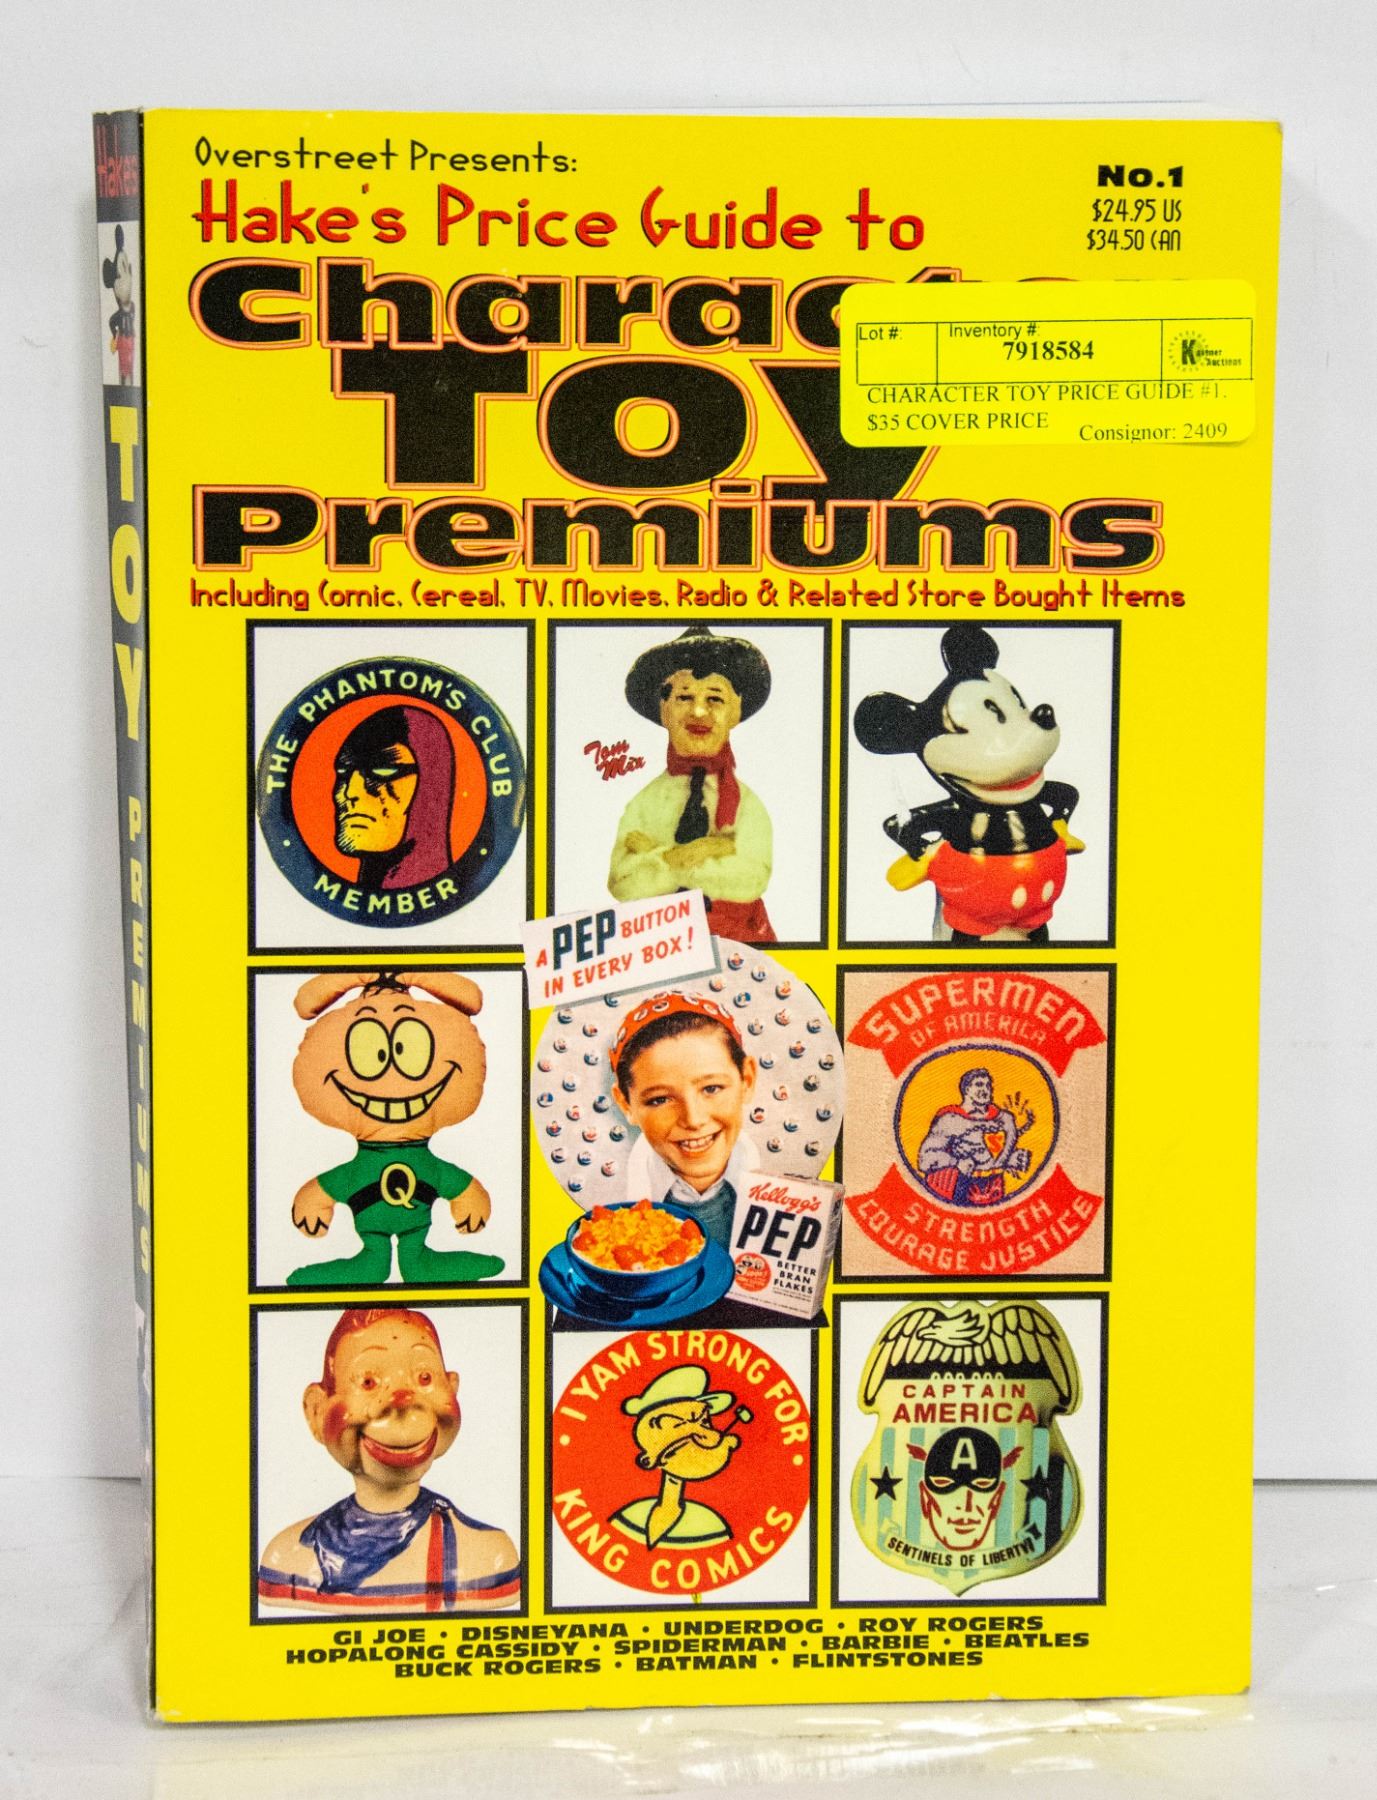 Overstreet Presents:
Hake's Price Guide to
No.1
$24.95 US
$34.50 CAN
Character
Toy
Premiums
Lot #:
Inventory #:
7918584
Kastner
Auctions
CHARACTER TOY PRICE GUIDE #1.
$35 COVER PRICE
Consignor: 2409
Including Comic, Cereal, TV, Movies, Radio & Related Store Bought Items
THE PHANTOM'S CLUB
MEMBER
Tom
Mix
A PEP BUTTON
IN EVERY BOX!
Q
Kellogg's
PEP
BETTER
BRAN
FLAKES
SUPERMEN
OF AMERICA
S
STRENGTH
COURAGE JUSTICE
I YAM STRONG FOR
KING COMICS
CAPTAIN
AMERICA
A
SENTINELS OF LIBERTY
GI JOE • DISNEYANA • UNDERDOG • ROY ROGERS
HOPALONG CASSIDY • SPIDERMAN • BARBIE • BEATLES
BUCK ROGERS • BATMAN • FLINTSTONES
Hake's
TOY PREMIUMS